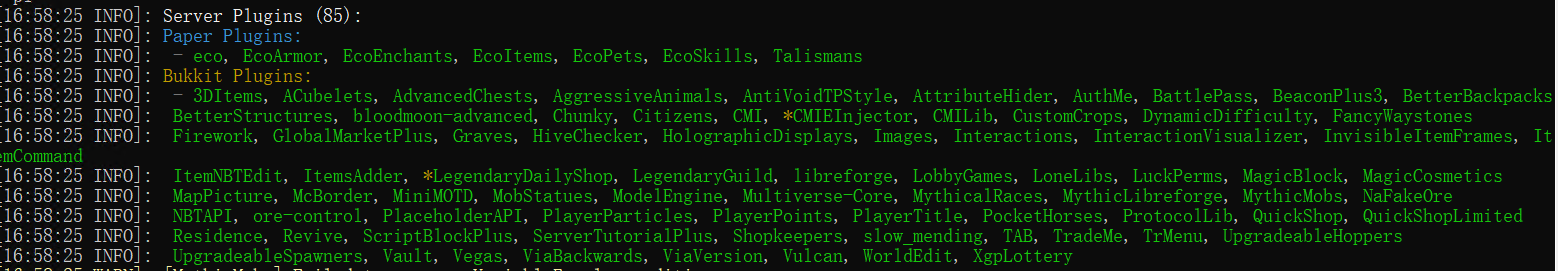 [16:58:25 INFO]: Server Plugins (85):
[16:58:25 INFO]: Paper Plugins:
[16:58:25 INFO]:  - eco, EcoArmor, EcoEnchants, EcoItems, EcoPets, EcoSkills, Talismans
[16:58:25 INFO]: Bukkit Plugins:
[16:58:25 INFO]:  - 3DItems, ACubelets, AdvancedChests, AggressiveAnimals, AntiVoidTPStyle, AttributeHider, AuthMe, BattlePass, BeaconPlus3, BetterBackpacks
[16:58:25 INFO]:  BetterStructures, bloodmoon-advanced, Chunky, Citizens, CMI, *CMIEInjector, CMILib, CustomCrops, DynamicDifficulty, FancyWaystones
[16:58:25 INFO]:  Firework, GlobalMarketPlus, Graves, HiveChecker, HolographicDisplays, Images, Interactions, InteractionVisualizer, InvisibleItemFrames, It
emCommand
[16:58:25 INFO]:  ItemNBTEdit, ItemsAdder, *LegendaryDailyShop, LegendaryGuild, libreforge, LobbyGames, LoneLibs, LuckPerms, MagicBlock, MagicCosmetics
[16:58:25 INFO]:  MapPicture, McBorder, MiniMOTD, MobStatues, ModelEngine, Multiverse-Core, MythicalRaces, MythicLibreforge, MythicMobs, NaFakeOre
[16:58:25 INFO]:  NBTAPI, ore-control, PlaceholderAPI, PlayerParticles, PlayerPoints, PlayerTitle, PocketHorses, ProtocolLib, QuickShop, QuickShopLimited
[16:58:25 INFO]:  Residence, Revive, ScriptBlockPlus, ServerTutorialPlus, Shopkeepers, slow_mending, TAB, TradeMe, TrMenu, UpgradeableHoppers
[16:58:25 INFO]:  UpgradeableSpawners, Vault, Vegas, ViaBackwards, ViaVersion, Vulcan, WorldEdit, XgpLottery